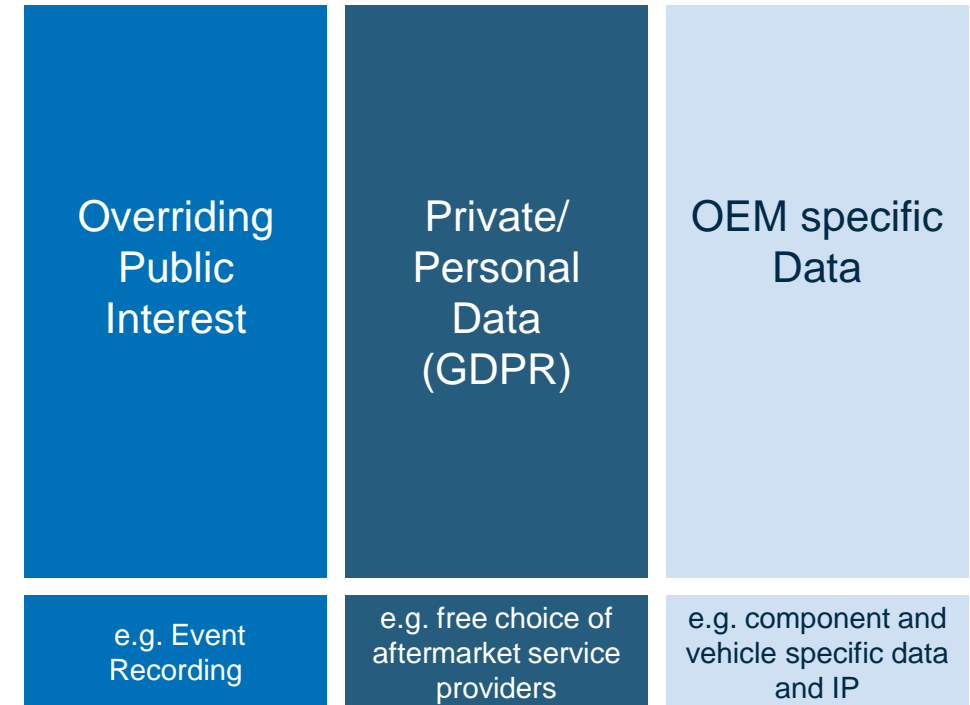 Overriding
Public
Interest
Private/
Personal
Data
(GDPR)
OEM specific
Data
e.g. Event
Recording
e.g. free choice of
aftermarket service
providers
e.g. component and
vehicle specific data
and IP